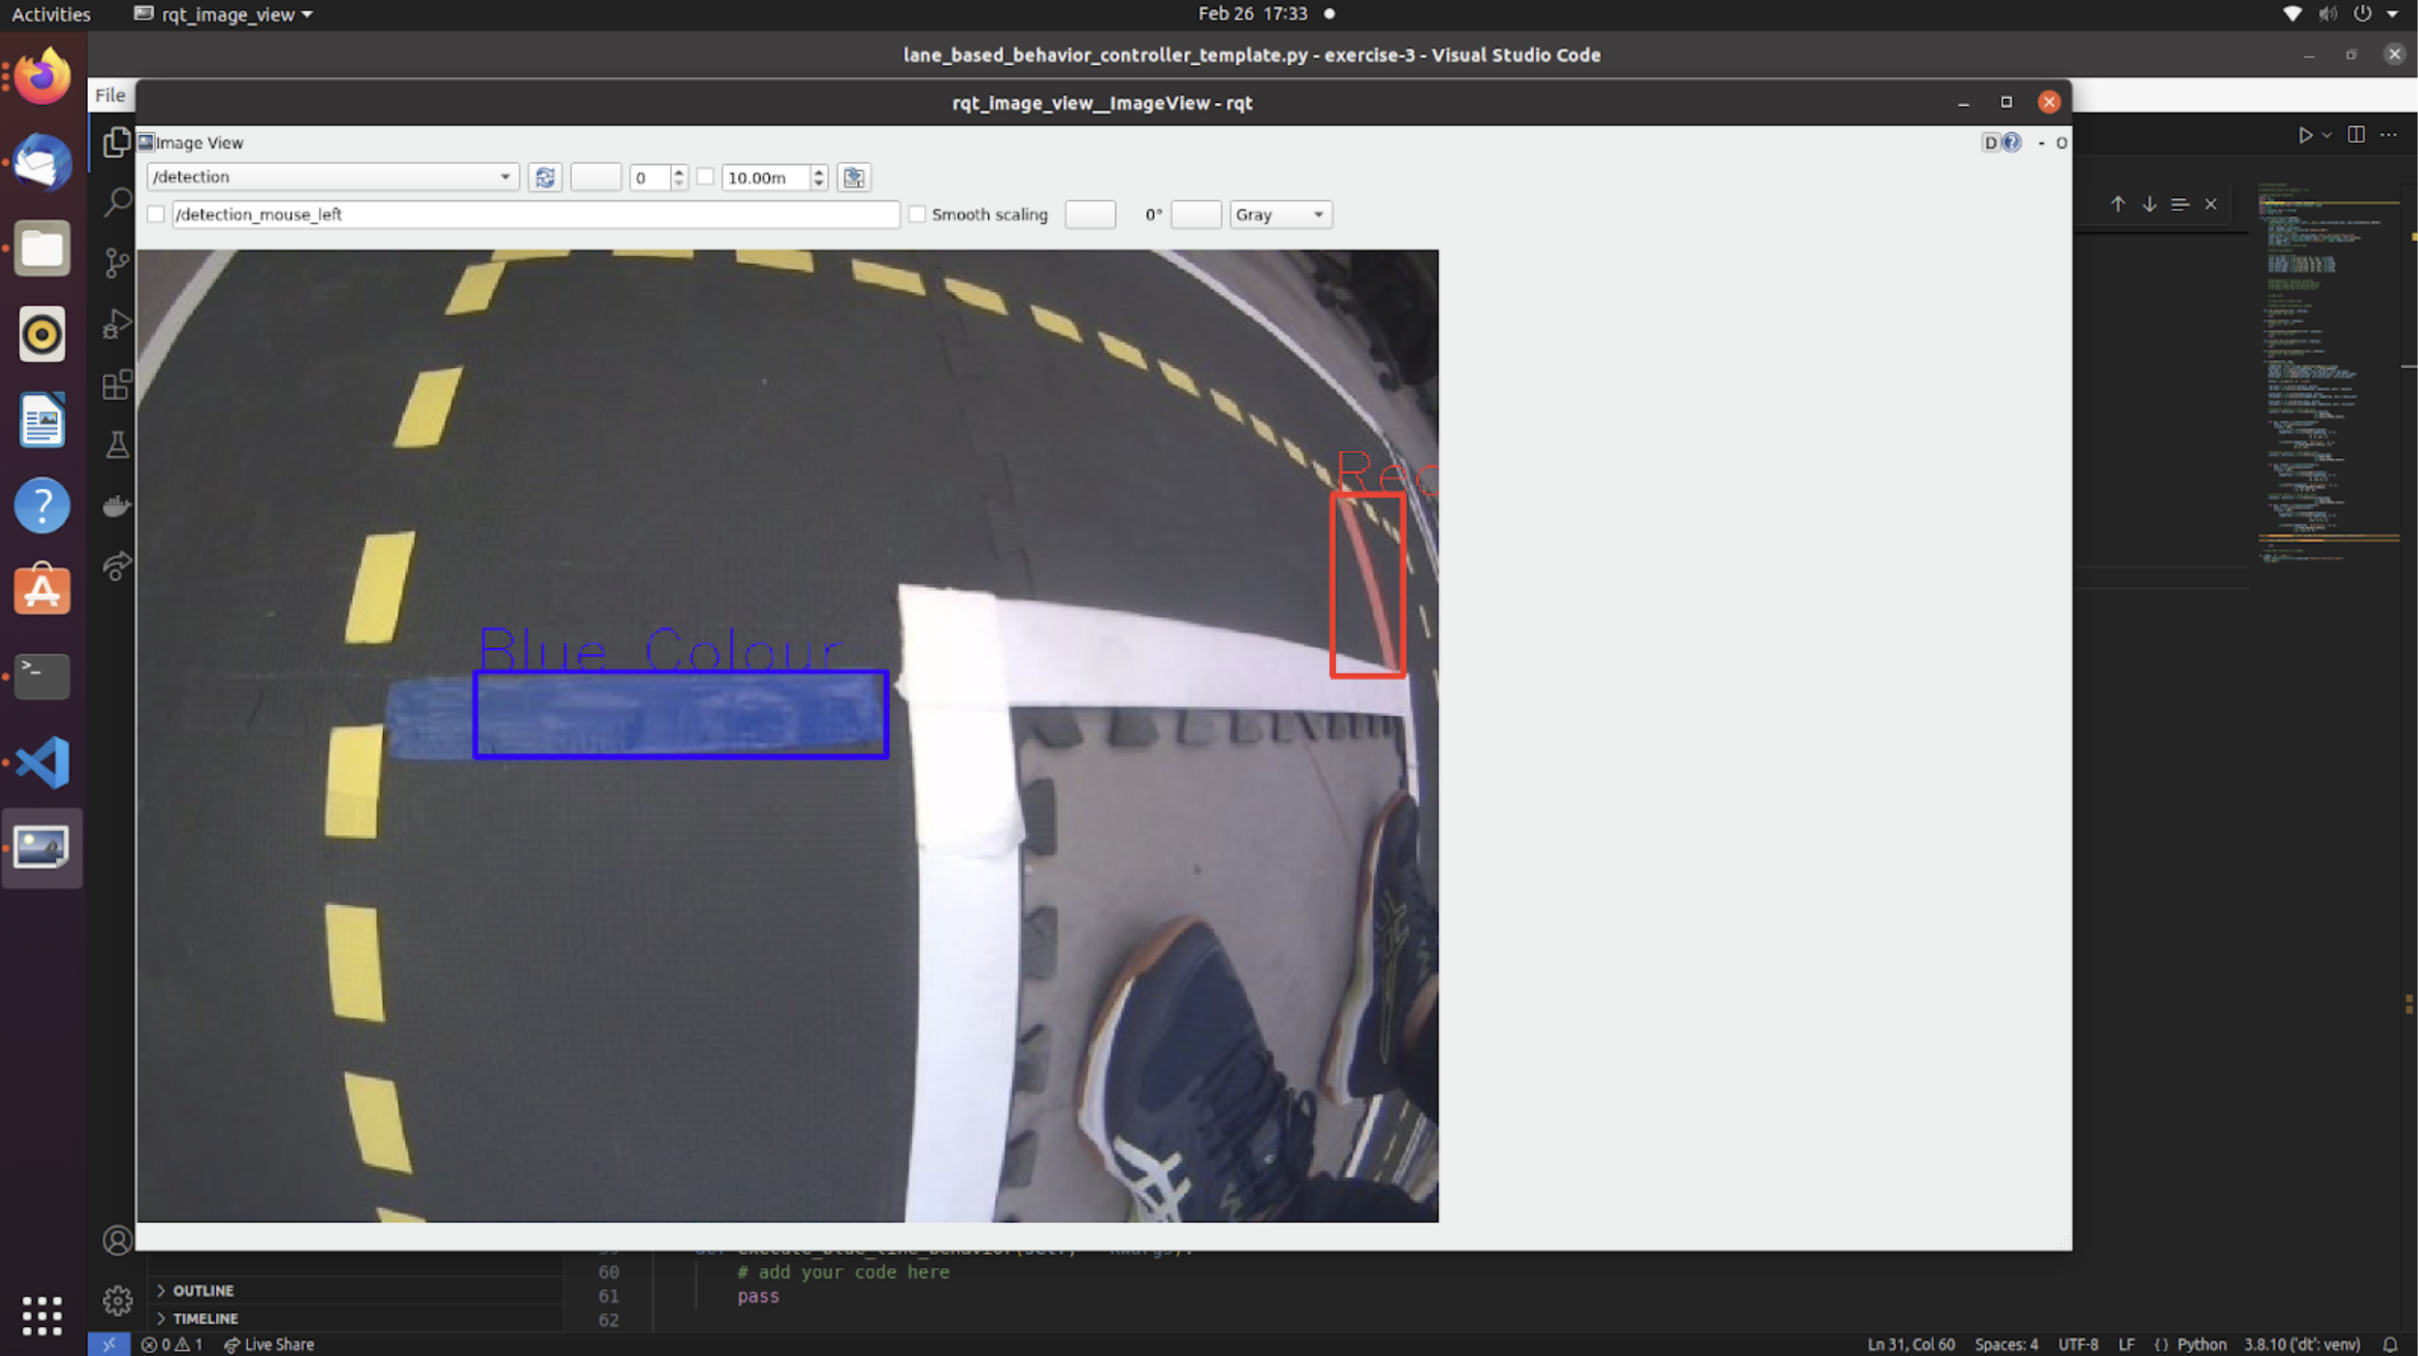 Activities rqt_image_view Feb 26 17:33
lane_based_behavior_controller_template.py - exercise-3 - Visual Studio Code
File
rqt_image_view__ImageView - rqt
Image View D - O
/detection 0 10.00m
/detection_mouse_left Smooth scaling 0° Gray
Blue Colour
60 # add your code here
OUTLINE
61 pass
TIMELINE
62
0 1 Live Share Ln 31, Col 60 Spaces: 4 UTF-8 LF {} Python 3.8.10 ('dt': venv)